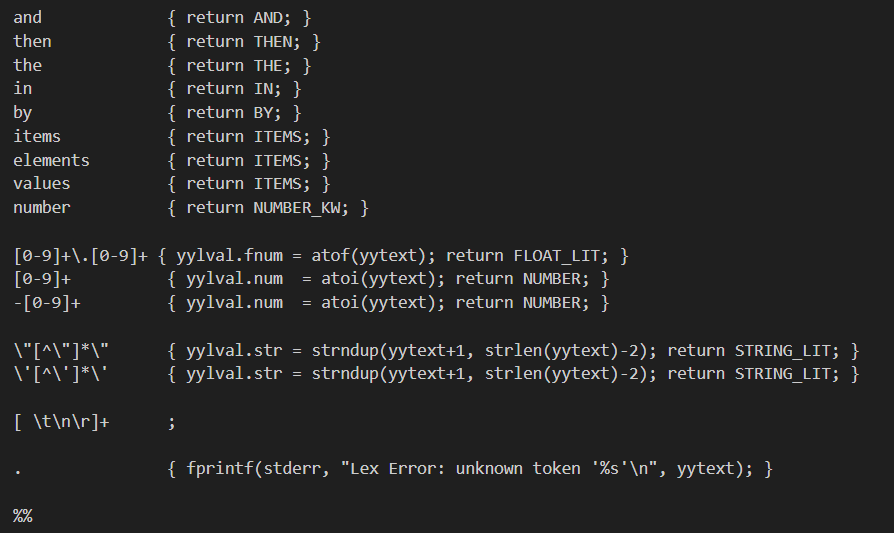 and             { return AND; }
then            { return THEN; }
the             { return THE; }
in              { return IN; }
by              { return BY; }
items           { return ITEMS; }
elements        { return ITEMS; }
values          { return ITEMS; }
number          { return NUMBER_KW; }

[0-9]+\.[0-9]+ { yylval.fnum = atof(yytext); return FLOAT_LIT; }
[0-9]+          { yylval.num  = atoi(yytext); return NUMBER; }
-[0-9]+         { yylval.num  = atoi(yytext); return NUMBER; }

\"[^\"]*\"      { yylval.str = strndup(yytext+1, strlen(yytext)-2); return STRING_LIT; }
\'[^\']*\'      { yylval.str = strndup(yytext+1, strlen(yytext)-2); return STRING_LIT; }

[ \t\n\r]+      ;

.               { fprintf(stderr, "Lex Error: unknown token '%s'\n", yytext); }

%%